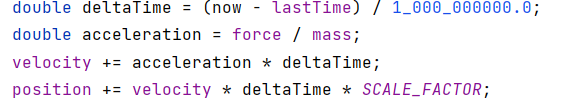 double deltaTime = (now - lastTime) / 1_000_000000.0;
double acceleration = force / mass;
velocity += acceleration * deltaTime;
position += velocity * deltaTime * SCALE_FACTOR;